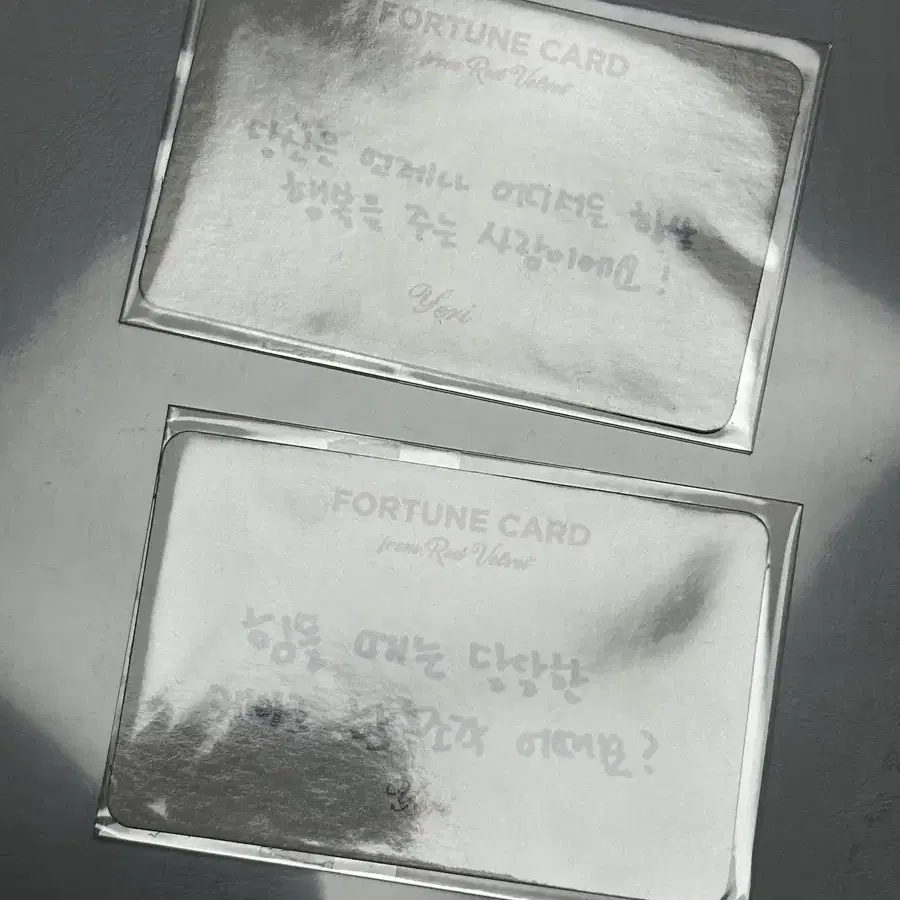 FORTUNE CARD
from. Red Velvet
당신은 언제나 어디서든 항상
행복을 주는 사람이에요!
Yeri
FORTUNE CARD
from. Red Velvet
힘들 때는 당당한
어때요?